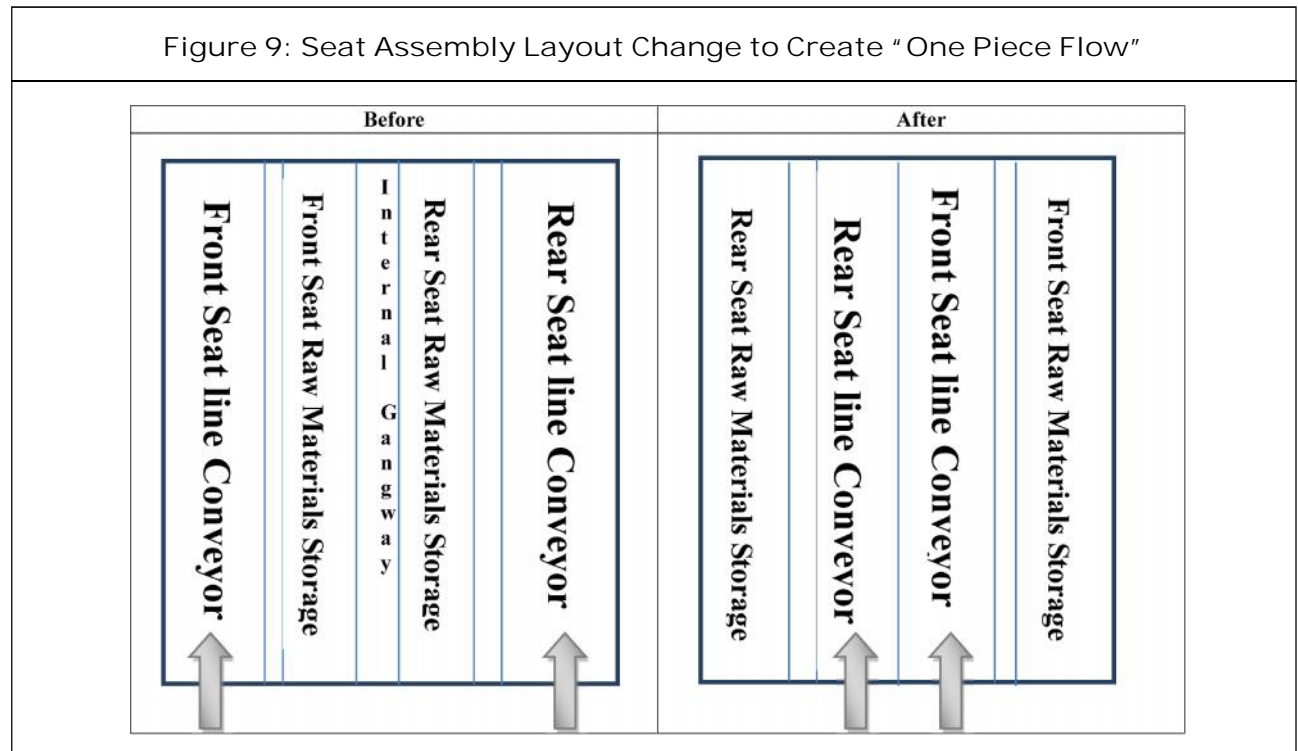 Figure 9: Seat Assembly Layout Change to Create “One Piece Flow”
Before
After
Front Seat line Conveyor
Front Seat Raw Materials Storage
Internal Gangway
Rear Seat Raw Materials Storage
Rear Seat line Conveyor
Rear Seat Raw Materials Storage
Rear Seat line Conveyor
Front Seat line Conveyor
Front Seat Raw Materials Storage